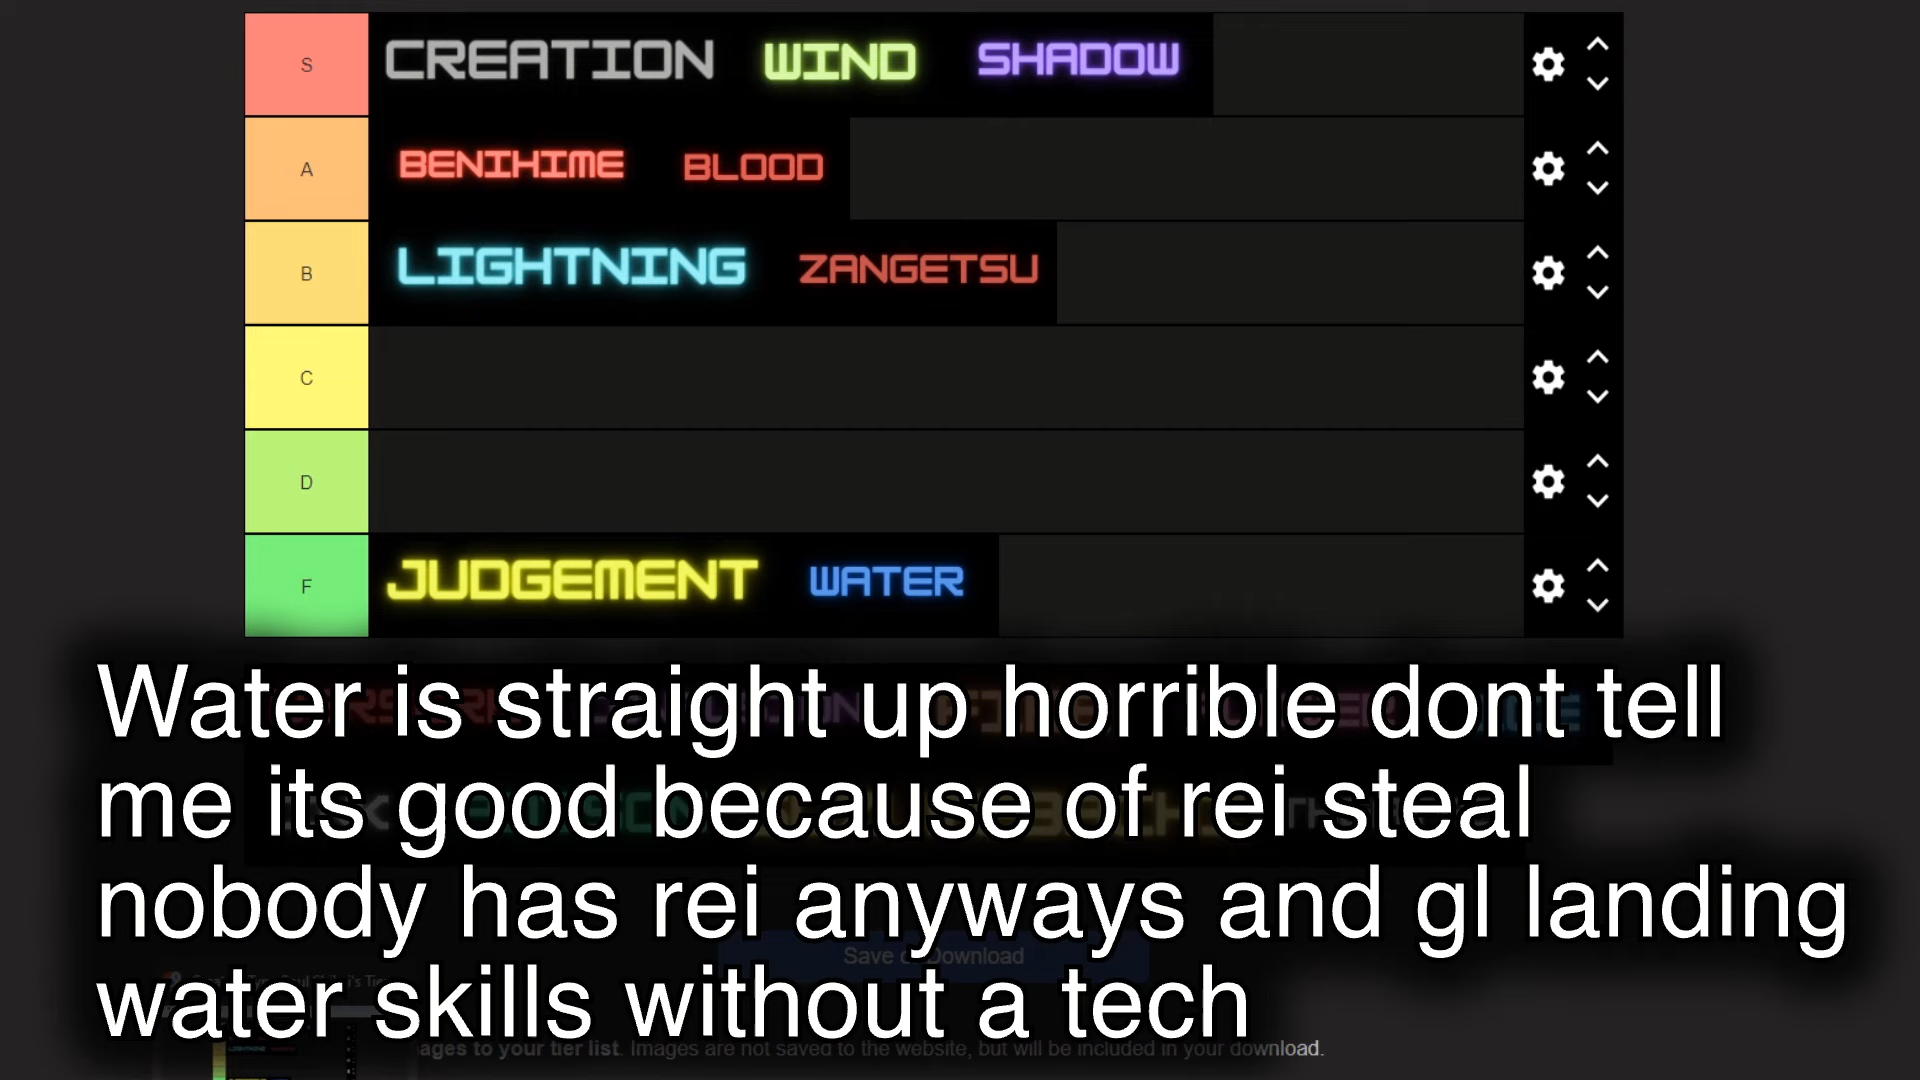 S
CREATION WIND SHADOW
A
BENIHIME BLOOD
B
LIGHTNING ZANGETSU
C
D
F
JUDGEMENT WATER
Water is straight up horrible dont tell
me its good because of rei steal
nobody has rei anyways and gl landing
water skills without a tech
Save or Download
ages to your tier list. Images are not saved to the website, but will be included in your download.